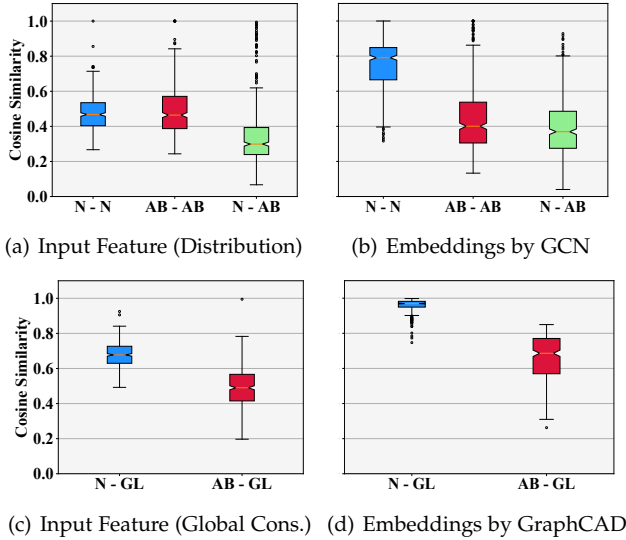 Cosine Similarity
1.0
0.8
0.6
0.4
0.2
0.0
N - N AB - AB N - AB
N - N AB - AB N - AB
(a) Input Feature (Distribution) (b) Embeddings by GCN
Cosine Similarity
1.0
0.8
0.6
0.4
0.2
0.0
N - GL AB - GL
N - GL AB - GL
(c) Input Feature (Global Cons.) (d) Embeddings by GraphCAD